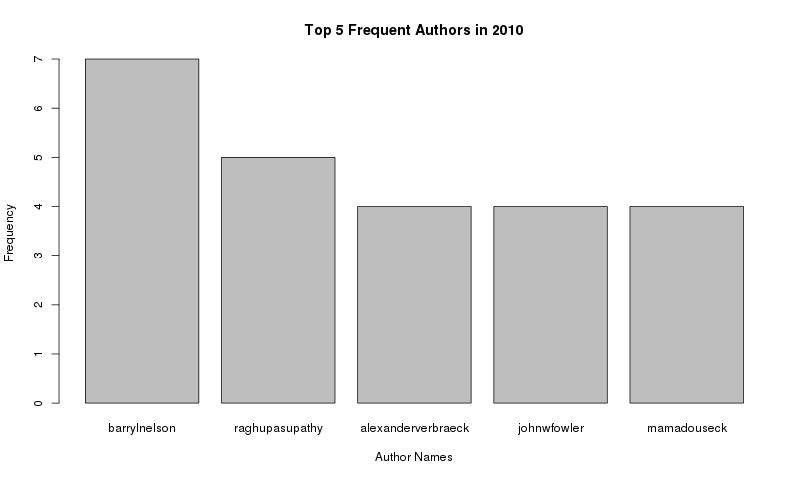 Top 5 Frequent Authors in 2010
Frequency
7
6
5
4
3
2
1
0
barrylnelson raghupasupathy alexanderverbraeck johnwfowler mamadouseck
Author Names